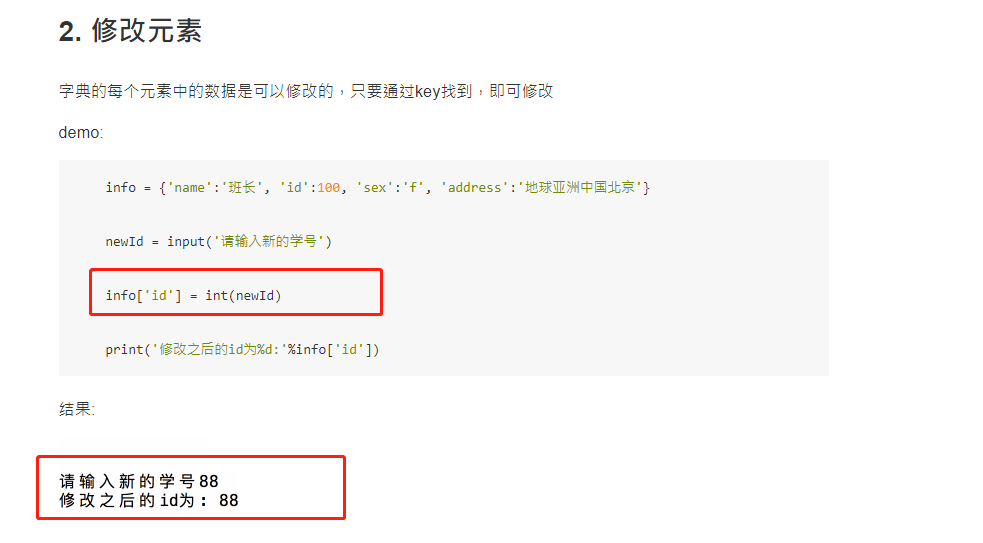 2. 修改元素
字典的每个元素中的数据是可以修改的，只要通过key找到，即可修改
demo:
info = {'name':'班长', 'id':100, 'sex':'f', 'address':'地球亚洲中国北京'}
newId = input('请输入新的学号')
info['id'] = int(newId)
print('修改之后的id为%d:'%info['id'])
结果:
请输入新的学号88
修改之后的id为: 88